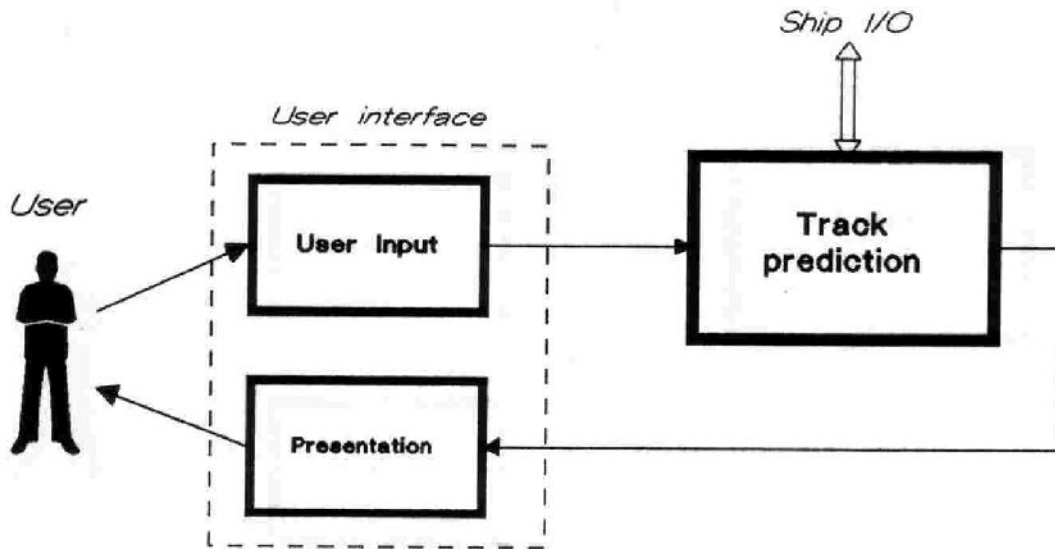 Ship I/O
User interface
User
User Input
Track
prediction
Presentation